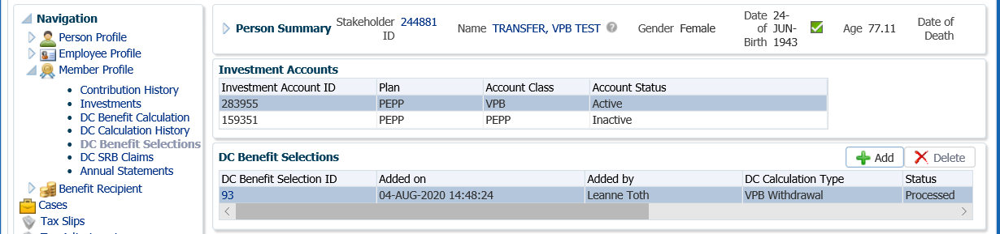 Navigation
Person Profile
Employee Profile
Member Profile
Contribution History
Investments
DC Benefit Calculation
DC Calculation History
DC Benefit Selections
DC SRB Claims
Annual Statements
Benefit Recipient
Cases
Tax Slips
Person Summary Stakeholder ID 244881 Name TRANSFER, VPB TEST Gender Female Date of Birth 24-JUN-1943 Age 77.11 Date of Death
Investment Accounts
Investment Account ID Plan Account Class Account Status
283955 PEPP VPB Active
159351 PEPP PEPP Inactive
DC Benefit Selections Add Delete
DC Benefit Selection ID Added on Added by DC Calculation Type Status
93 04-AUG-2020 14:48:24 Leanne Toth VPB Withdrawal Processed